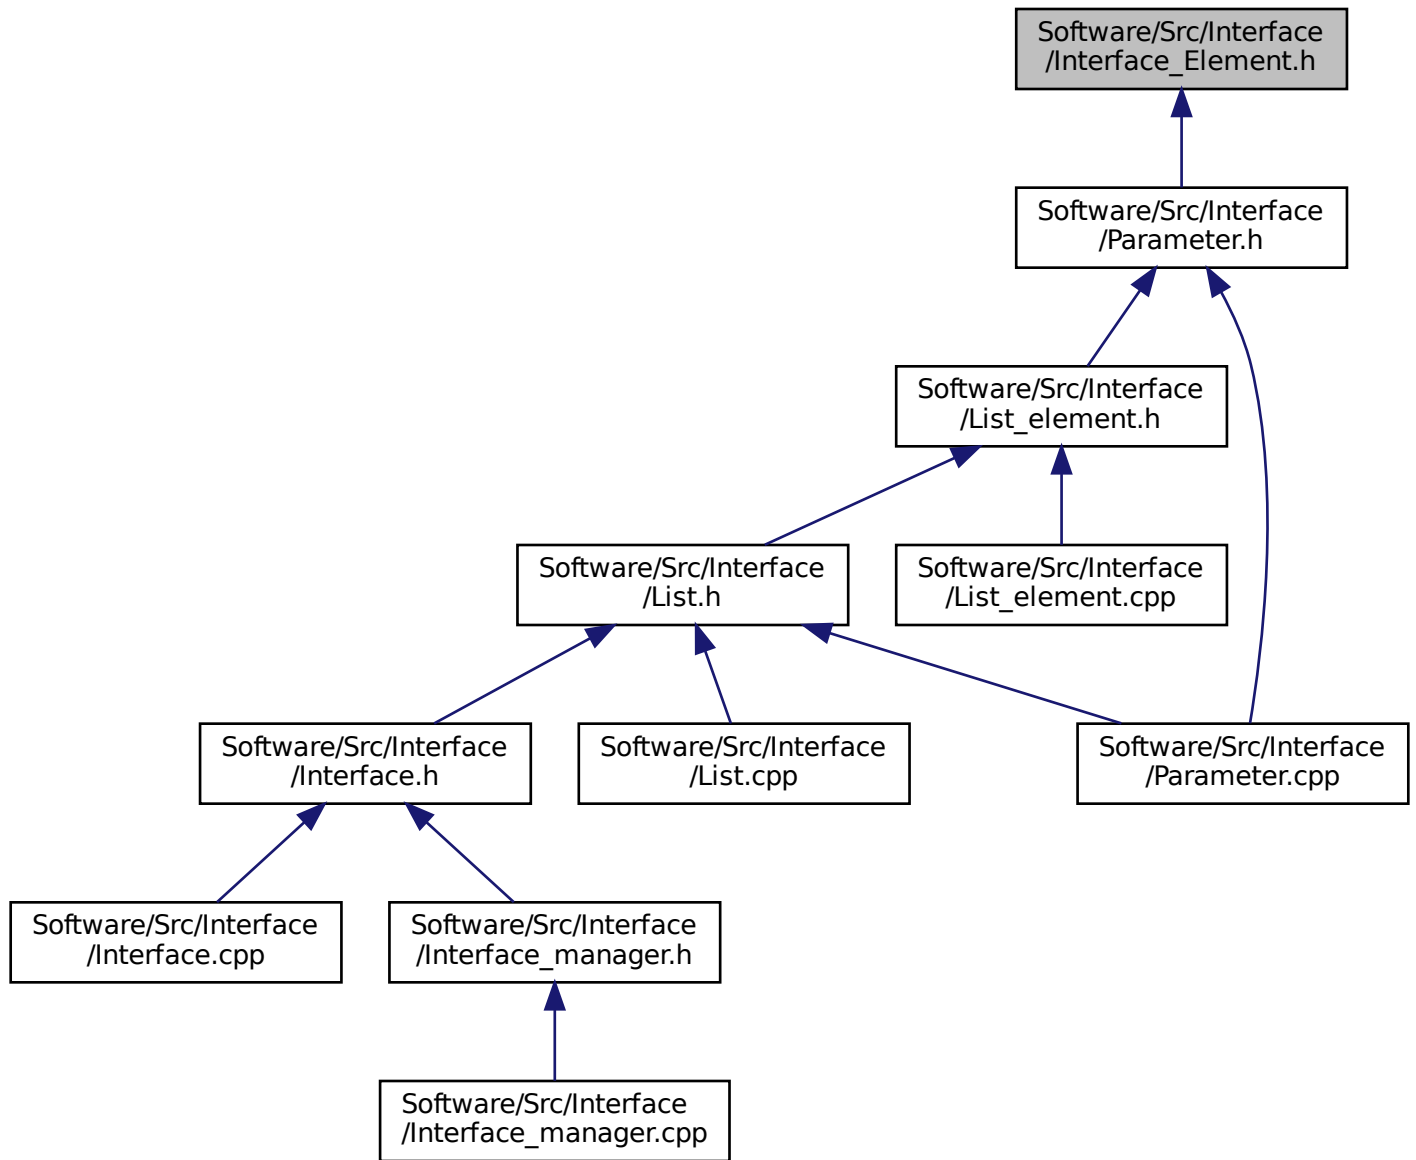 Software/Src/Interface
/Interface_Element.h
Software/Src/Interface
/Parameter.h
Software/Src/Interface
/List_element.h
Software/Src/Interface
/List.h
Software/Src/Interface
/List_element.cpp
Software/Src/Interface
/Interface.h
Software/Src/Interface
/List.cpp
Software/Src/Interface
/Parameter.cpp
Software/Src/Interface
/Interface.cpp
Software/Src/Interface
/Interface_manager.h
Software/Src/Interface
/Interface_manager.cpp